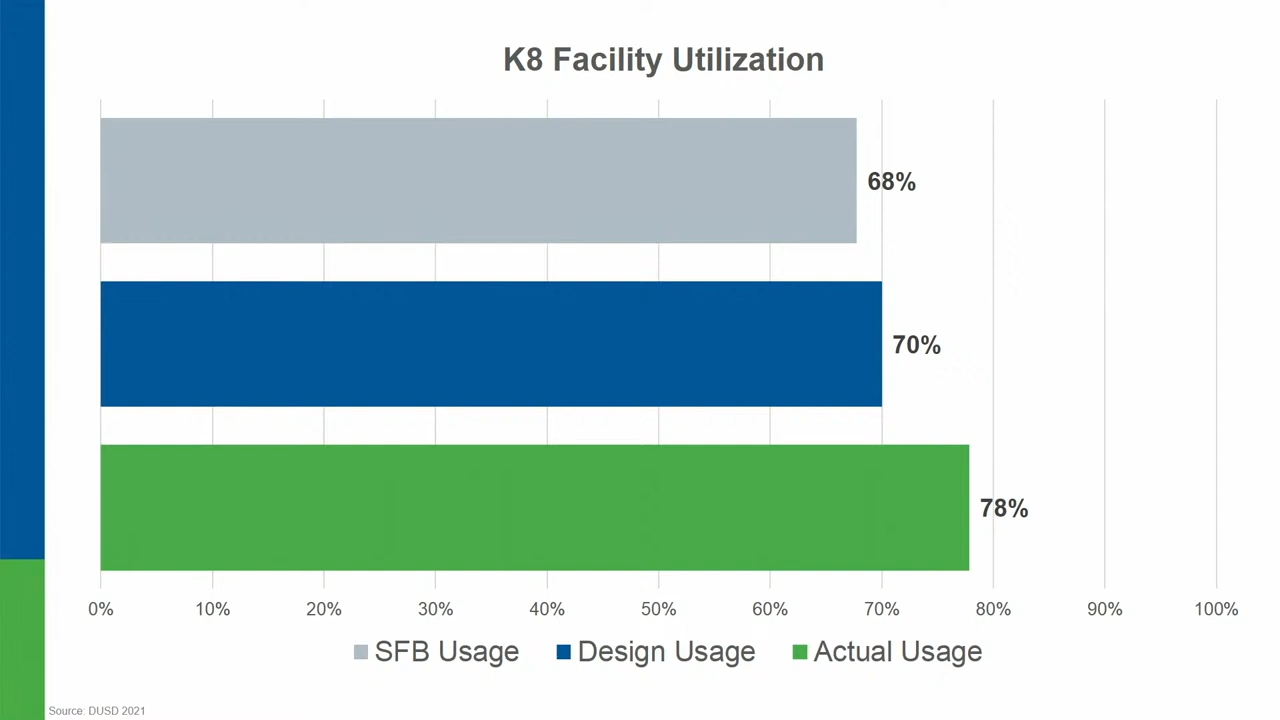 K8 Facility Utilization
68%
70%
78%
0% 10% 20% 30% 40% 50% 60% 70% 80% 90% 100%
SFB Usage Design Usage Actual Usage
Source: DUSD 2021